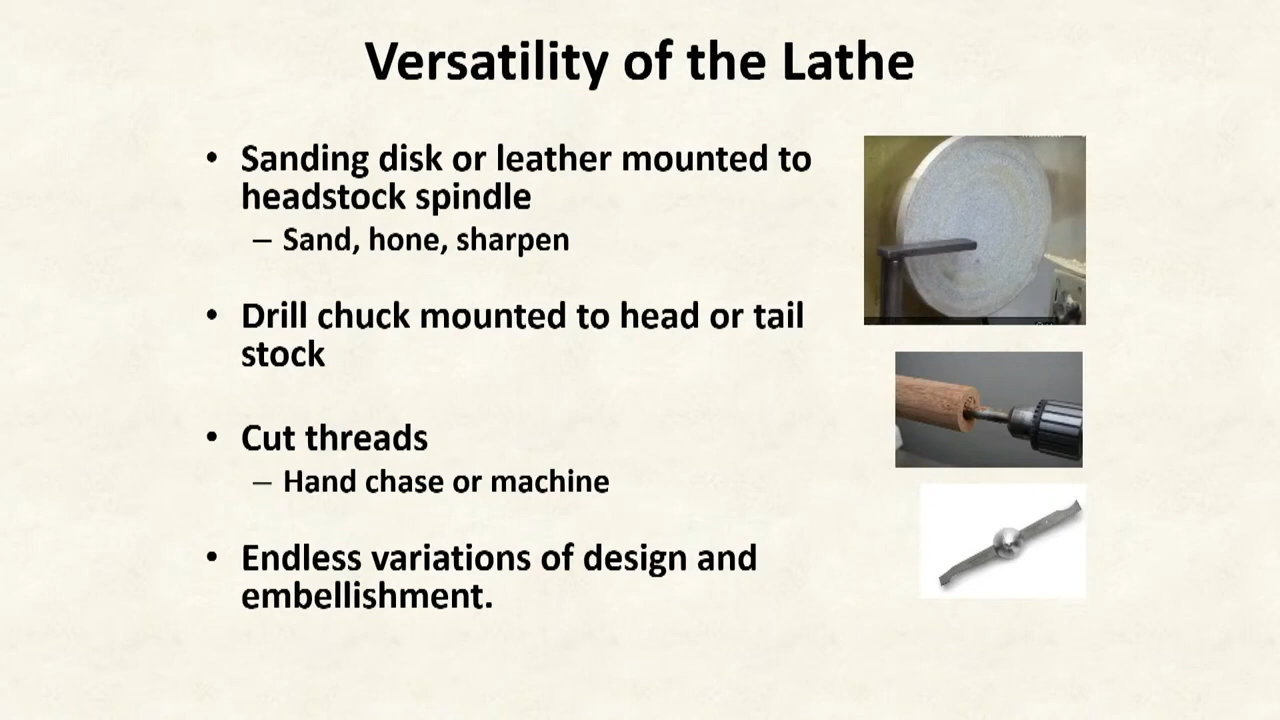 Versatility of the Lathe
• Sanding disk or leather mounted to
headstock spindle
– Sand, hone, sharpen
• Drill chuck mounted to head or tail
stock
• Cut threads
– Hand chase or machine
• Endless variations of design and
embellishment.